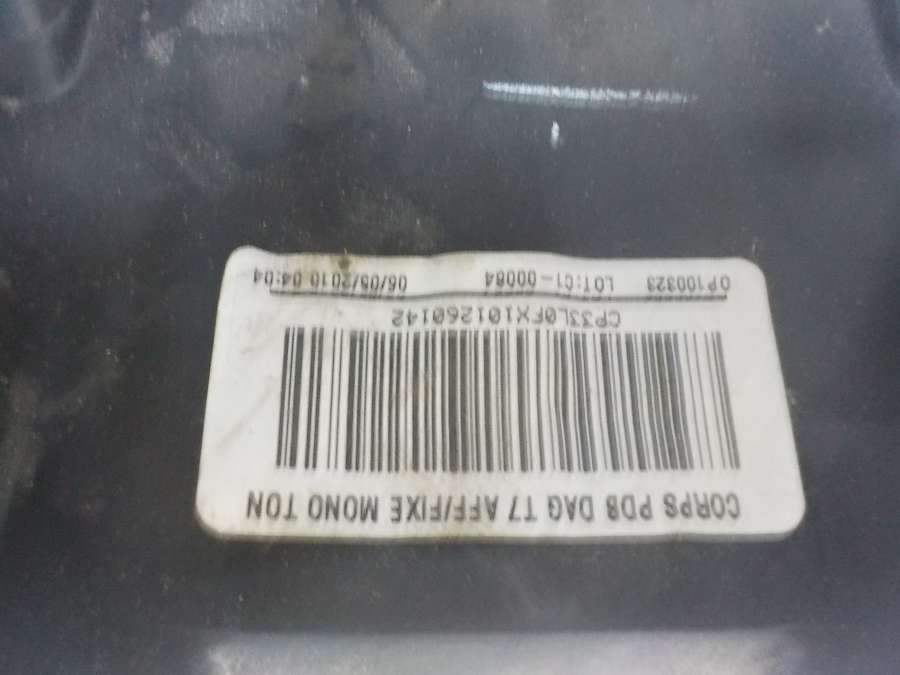 CORPS PDB DAG T7 AFF/FIXE MONO TON
CP33L0FX101260142
OP100323 LOT:C1-00084 06/05/2010 04:04